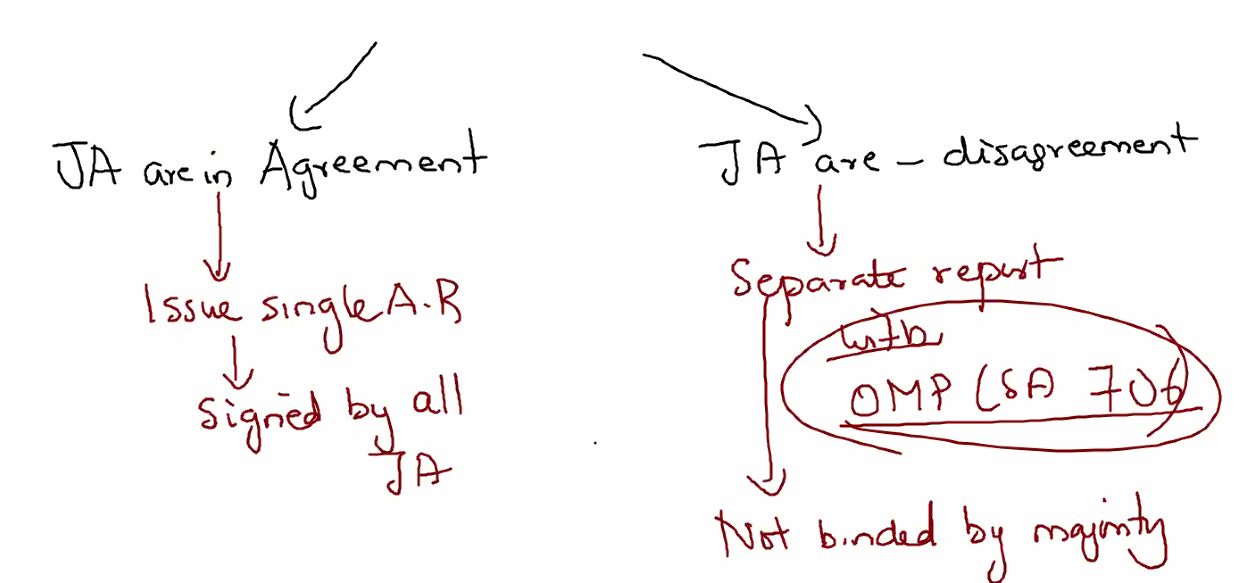 JA are in Agreement
Issue single A.R
Signed by all
JA
JA are - disagreement
Separate report
with
OMP (SA 706)
Not binded by majority